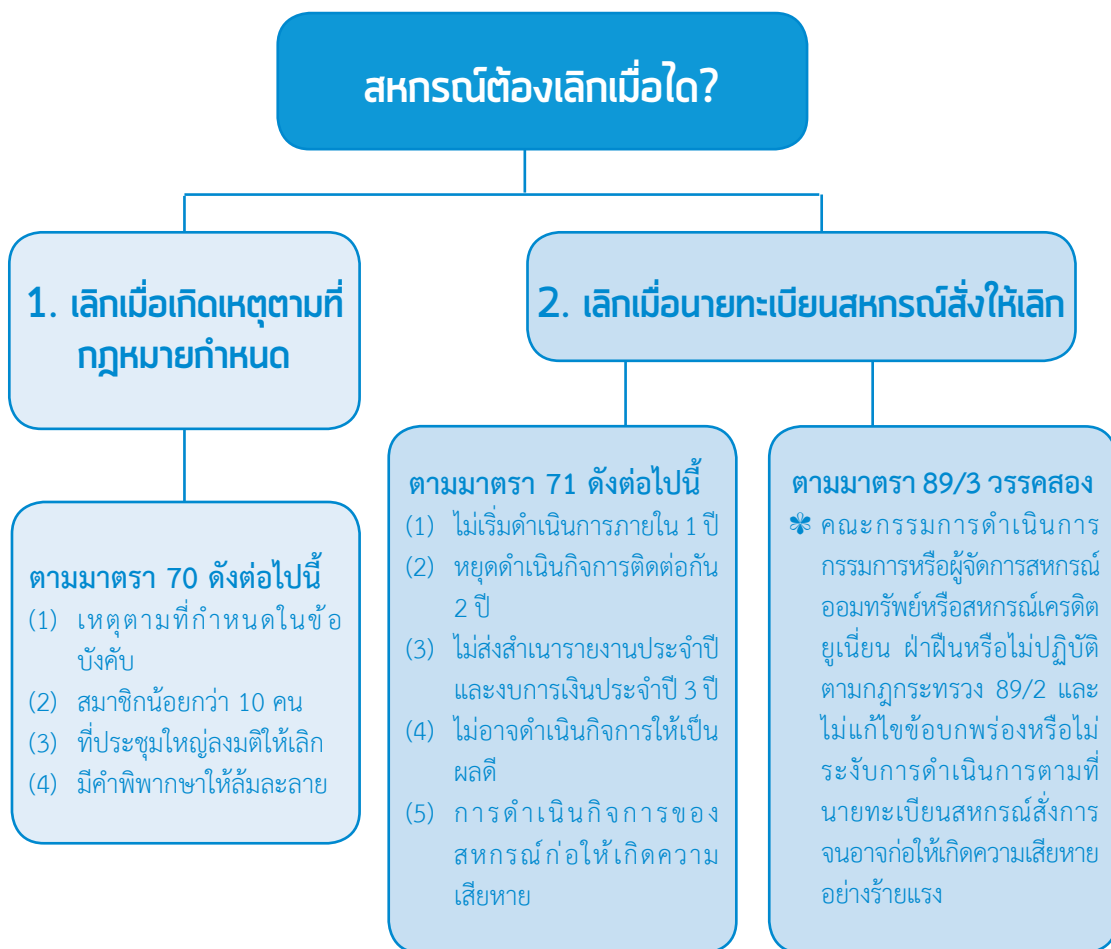 สหกรณ์ต้องเลิกเมื่อใด?
1. เลิกเมื่อเกิดเหตุตามที่
กฎหมายกำหนด
ตามมาตรา 70 ดังต่อไปนี้
(1) เหตุตามที่กำหนดในข้อ
บังคับ
(2) สมาชิกน้อยกว่า 10 คน
(3) ที่ประชุมใหญ่ลงมติให้เลิก
(4) มีคำพิพากษาให้ล้มละลาย
2. เลิกเมื่อนายทะเบียนสหกรณ์สั่งให้เลิก
ตามมาตรา 71 ดังต่อไปนี้
(1) ไม่เริ่มดำเนินการภายใน 1 ปี
(2) หยุดดำเนินกิจการติดต่อกัน
2 ปี
(3) ไม่ส่งสำเนารายงานประจำปี
และงบการเงินประจำปี 3 ปี
(4) ไม่อาจดำเนินกิจการให้เป็น
ผลดี
(5) การดำเนินกิจการของ
สหกรณ์ก่อให้เกิดความ
เสียหาย
ตามมาตรา 89/3 วรรคสอง
✽ คณะกรรมการดำเนินการ
กรรมการหรือผู้จัดการสหกรณ์
ออมทรัพย์หรือสหกรณ์เครดิต
ยูเนี่ยน ฝ่าฝืนหรือไม่ปฏิบัติ
ตามกฎกระทรวง 89/2 และ
ไม่แก้ไขข้อบกพร่องหรือไม่
ระงับการดำเนินการตามที่
นายทะเบียนสหกรณ์สั่งการ
จนอาจก่อให้เกิดความเสียหาย
อย่างร้ายแรง